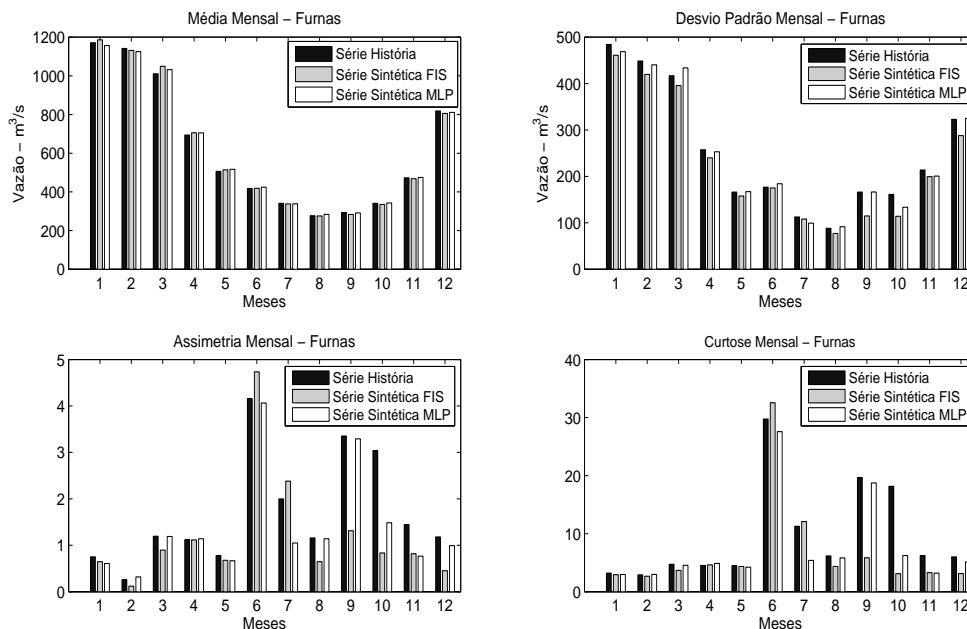 Média Mensal – Furnas
1200
1000
800
600
400
200
0
Vazão – m³/s
Série História
Série Sintética FIS
Série Sintética MLP
1 2 3 4 5 6 7 8 9 10 11 12
Meses
Desvio Padrão Mensal – Furnas
500
400
300
200
100
0
Vazão – m³/s
Série História
Série Sintética FIS
Série Sintética MLP
1 2 3 4 5 6 7 8 9 10 11 12
Meses
Assimetria Mensal – Furnas
5
4
3
2
1
0
Série História
Série Sintética FIS
Série Sintética MLP
1 2 3 4 5 6 7 8 9 10 11 12
Meses
Curtose Mensal – Furnas
40
30
20
10
0
Série História
Série Sintética FIS
Série Sintética MLP
1 2 3 4 5 6 7 8 9 10 11 12
Meses